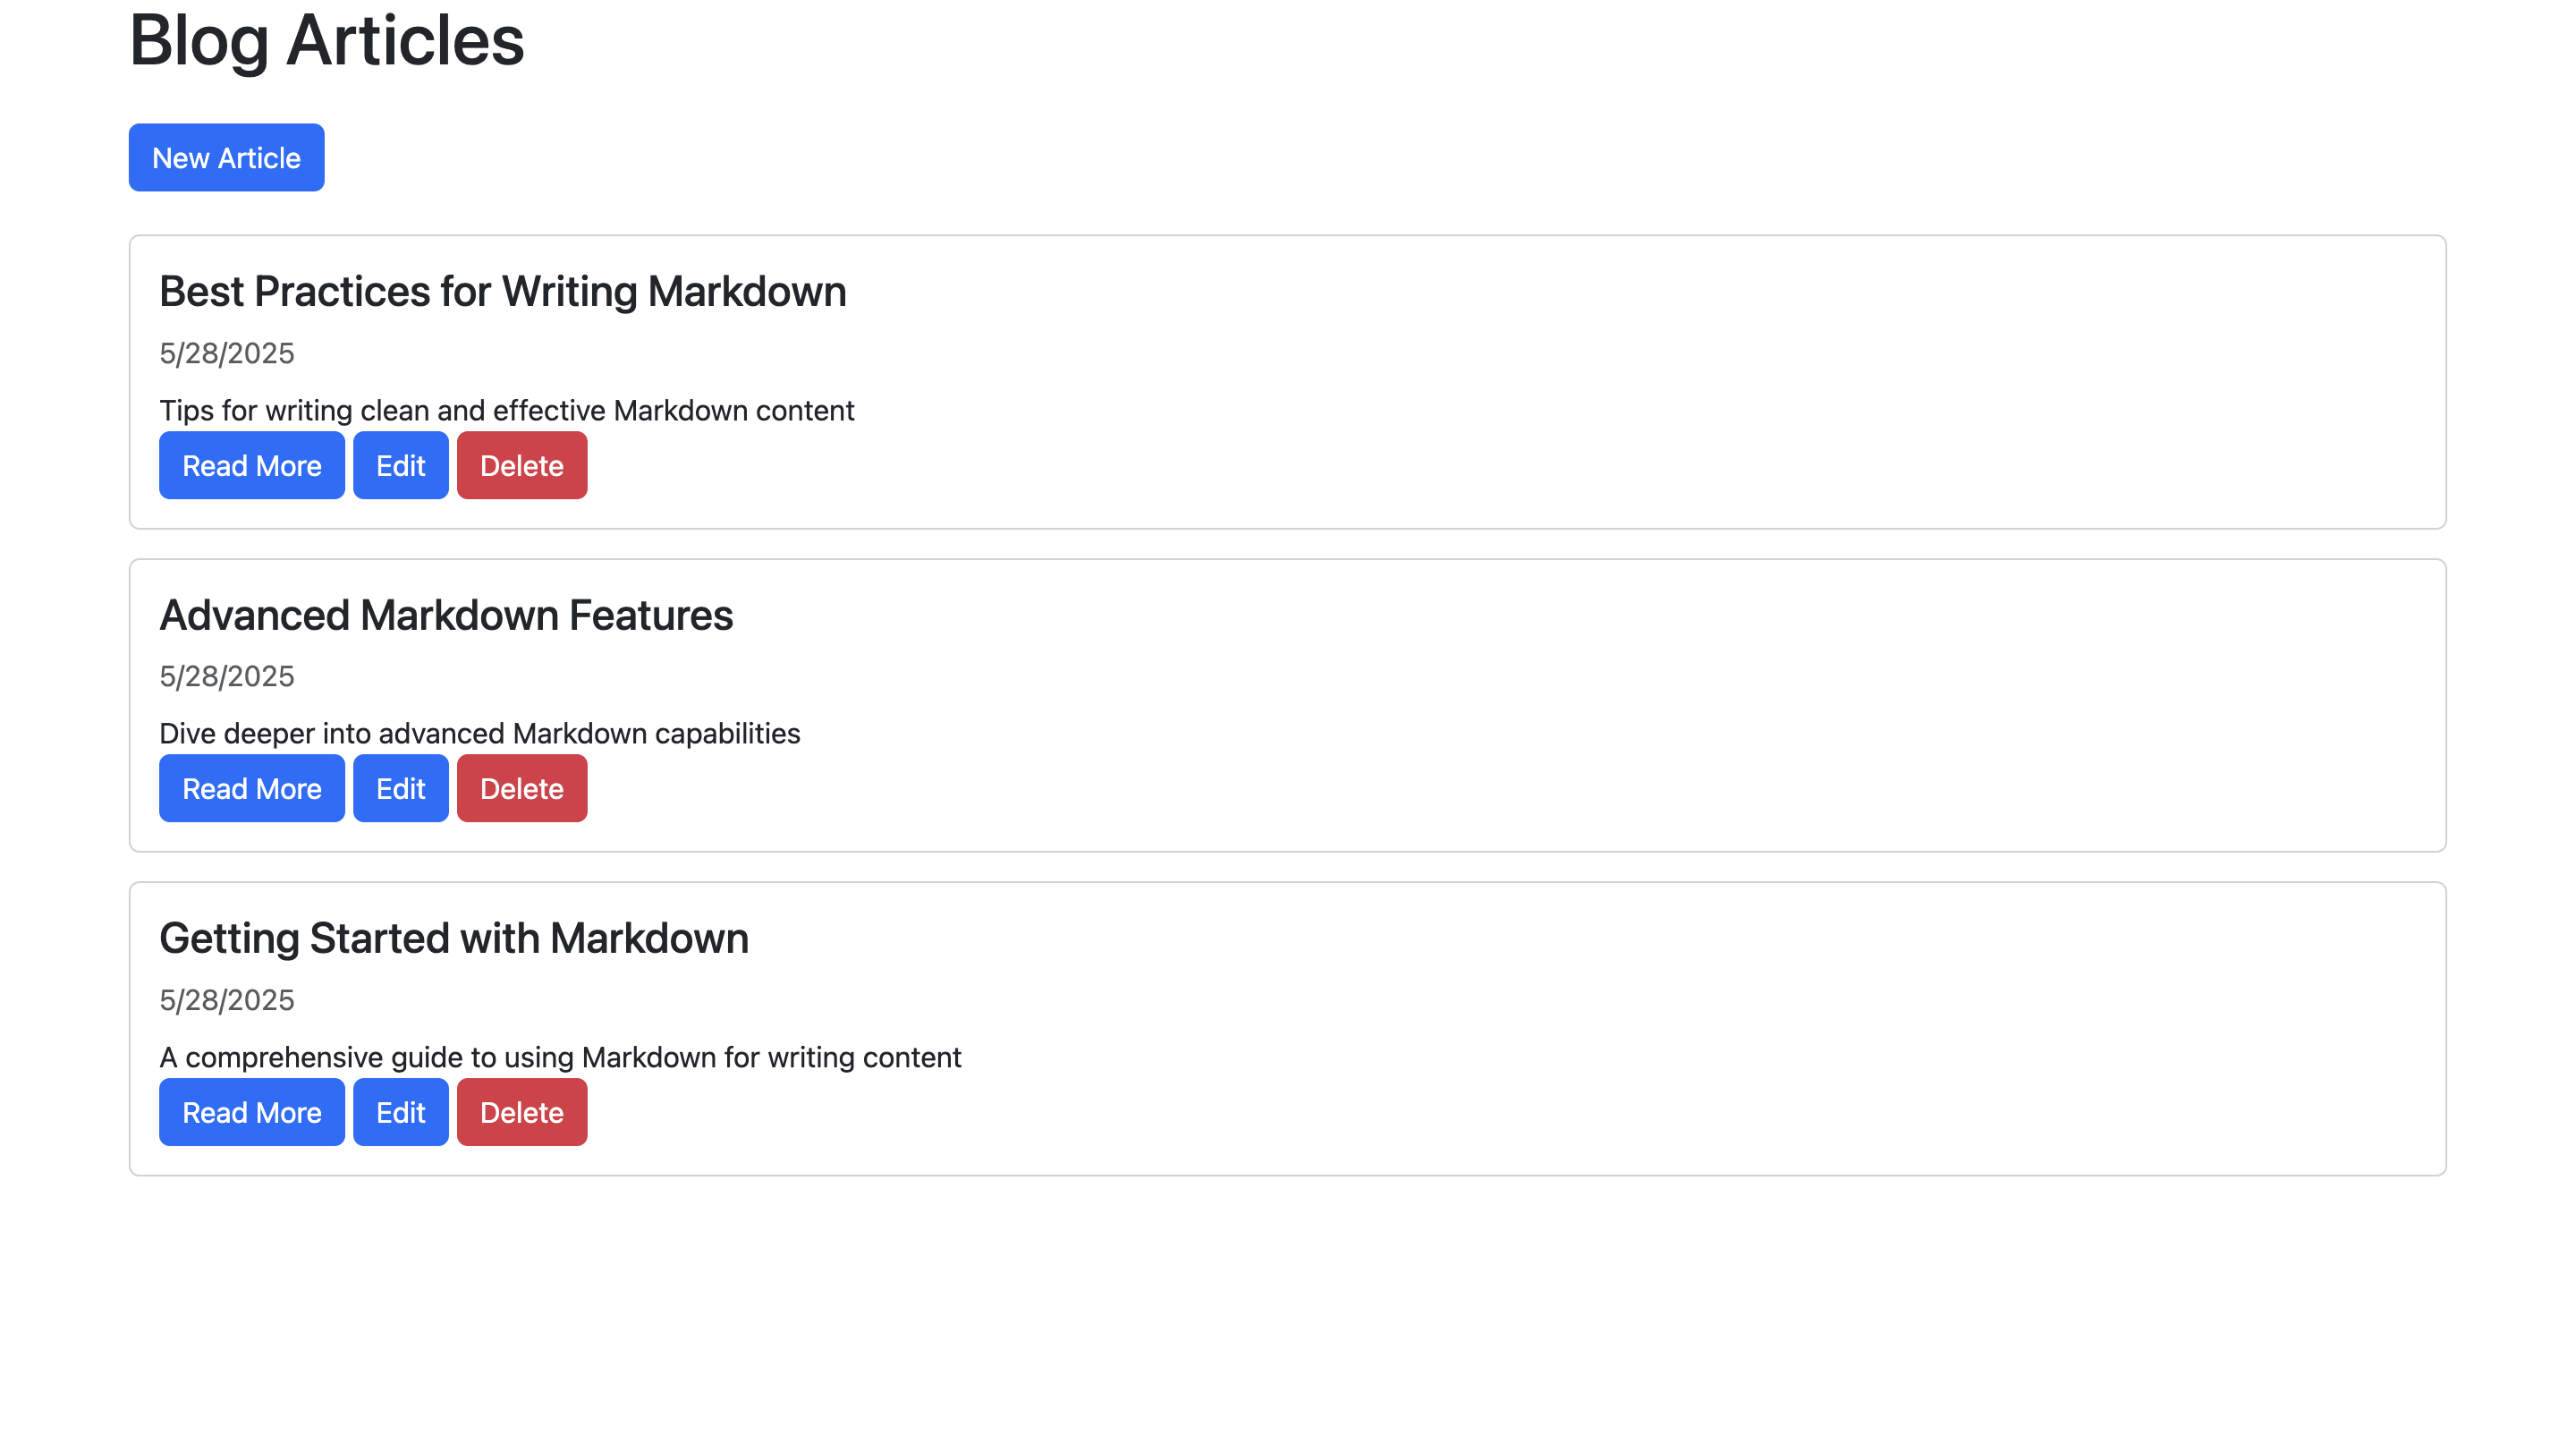 Blog Articles
New Article
Best Practices for Writing Markdown
5/28/2025
Tips for writing clean and effective Markdown content
Read More Edit Delete
Advanced Markdown Features
5/28/2025
Dive deeper into advanced Markdown capabilities
Read More Edit Delete
Getting Started with Markdown
5/28/2025
A comprehensive guide to using Markdown for writing content
Read More Edit Delete